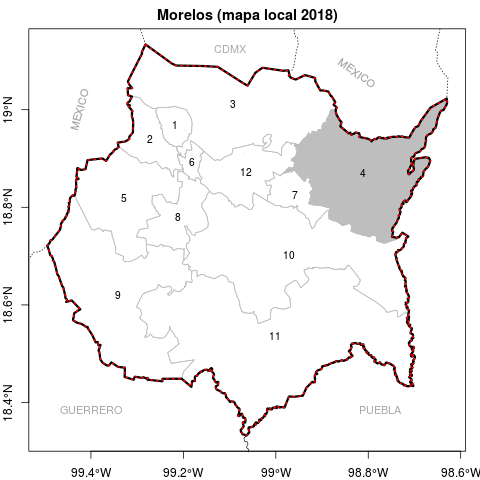 Morelos (mapa local 2018)
CDMX
MEXICO
MEXICO
19°N
18.8°N
18.6°N
18.4°N
3
1
2
6
12
4
5
7
8
10
9
11
GUERRERO
PUEBLA
99.4°W
99.2°W
99°W
98.8°W
98.6°W